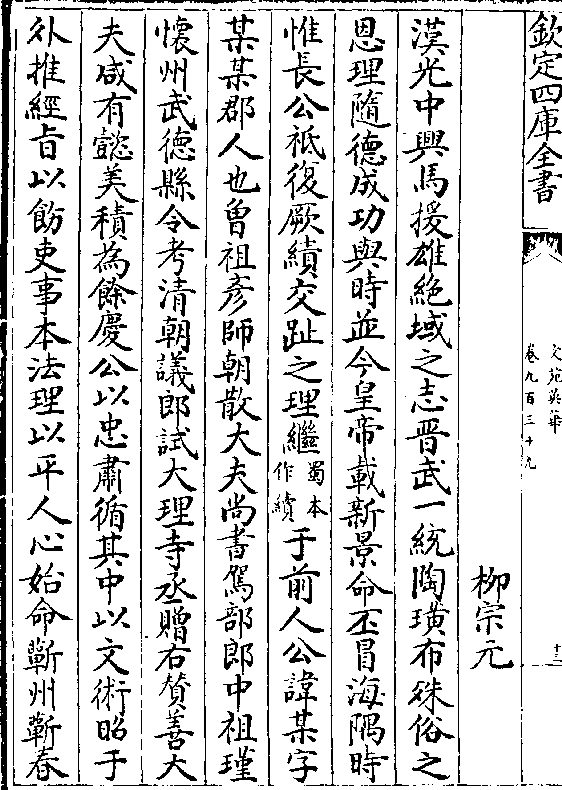 欽定四庫全書
文苑英華
卷九百三十九
十三
柳宗元
漢光中興馬援雄絶域之志晉武一統陶璜布殊俗之
恩理隨德成功與時並今皇帝載新景命丕冒海隅時
惟長公祗復厥績交趾之理繼蜀本作續于前人公諱某字
某某郡人也曾祖彦師朝散大夫尚書駕部郎中祖瑾
懷州武德縣令考清朝議郎試大理寺丞贈右贊善大
夫咸有懿美積為餘慶公以忠肅循其中以文術昭于
外推經旨以飭吏事本法理以平人心始命蘄州蘄春